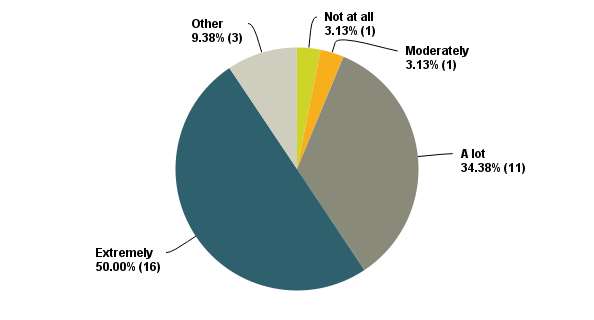 Other
9.38% (3)
Not at all
3.13% (1)
Moderately
3.13% (1)
A lot
34.38% (11)
Extremely
50.00% (16)